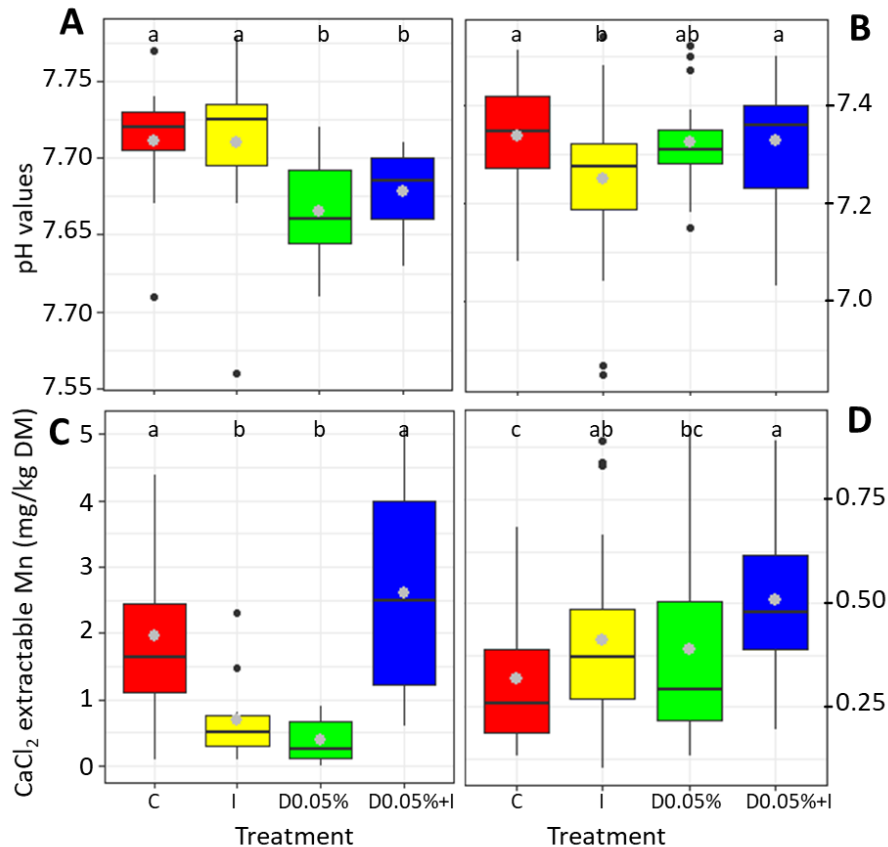 A
a a b b
7.75
7.70
7.65
7.70
7.55
pH values
B
a b ab a
7.4
7.2
7.0
C
a b b a
5
4
3
2
1
0
CaCl₂ extractable Mn (mg/kg DM)
C I D0.05% D0.05%+I
Treatment
D
c ab bc a
0.75
0.50
0.25
C I D0.05% D0.05%+I
Treatment